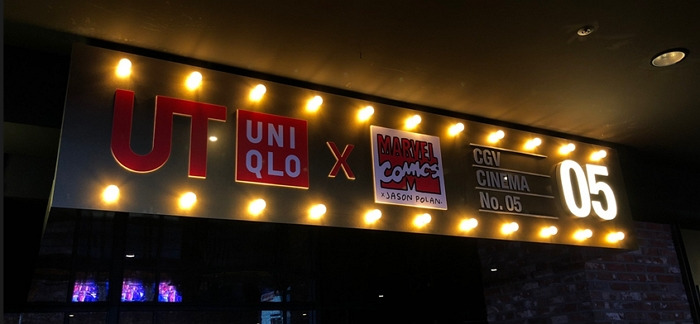 UT
UNI
QLO
X
MARVEL
COMICS
X JASON POLAN.
CGV
CINEMA
No. 05
05